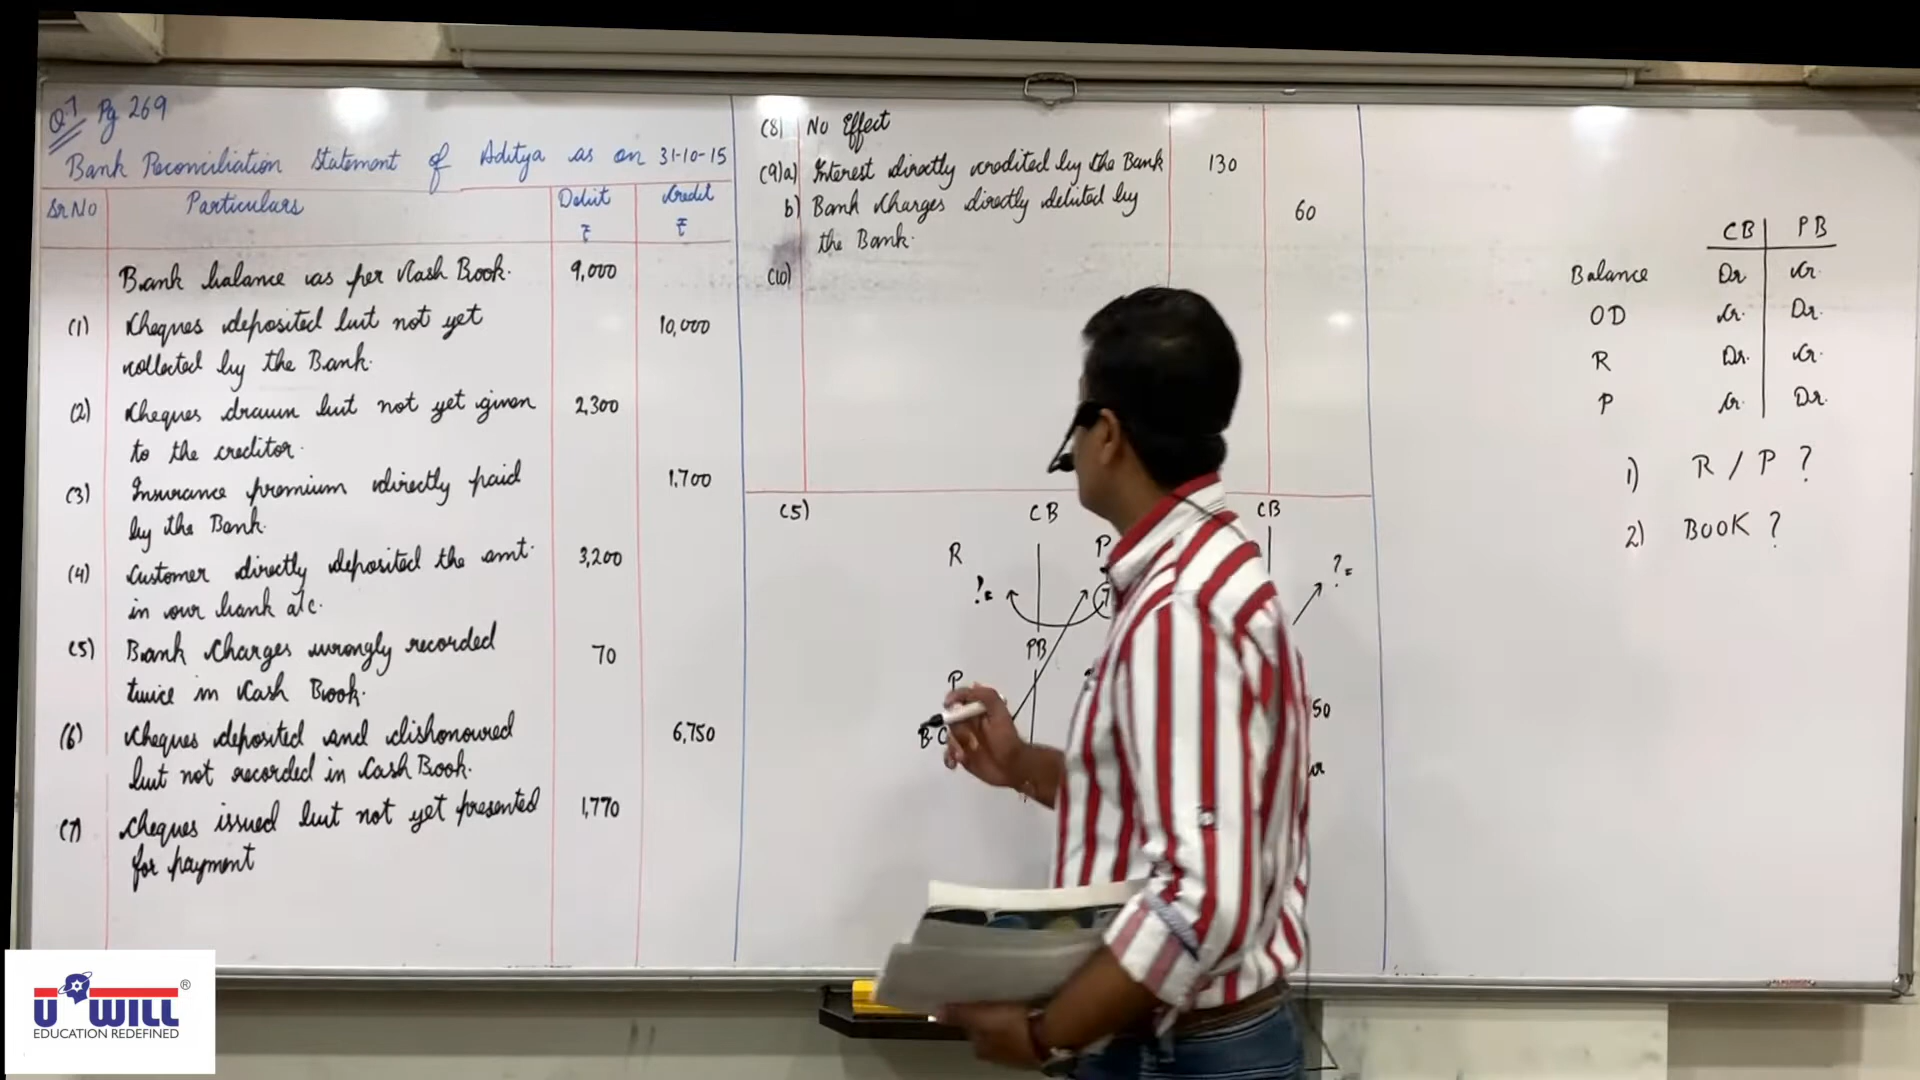 Q.7 Pg 269
Bank Reconciliation Statement of Aditya as on 31-10-15
Sr No Particulars Debit ₹ Credit ₹
Bank balance as per Cash Book. 9,000
(1) Cheques deposited but not yet 10,000
collected by the Bank.
(2) Cheques drawn but not yet given 2,300
to the creditor.
(3) Insurance premium directly paid 1,700
by the Bank.
(4) Customer directly deposited the amt. 3,200
in our bank a/c.
(5) Bank Charges wrongly recorded 70
twice in Cash Book.
(6) Cheques deposited and dishonoured 6,750
but not recorded in Cash Book.
(7) Cheques issued but not yet presented 1,770
for payment
(8) No Effect
(9)a) Interest directly credited by the Bank 130
b) Bank Charges directly debited by 60
the Bank.
(10)
(5) CB CB
R P
?=
?=
PB
P
B.C
50
CB PB
Balance Dr Cr.
OD Cr. Dr.
R Dr. Cr.
P Cr. Dr.
1) R / P ?
2) BOOK ?
U WILL ®
EDUCATION REDEFINED